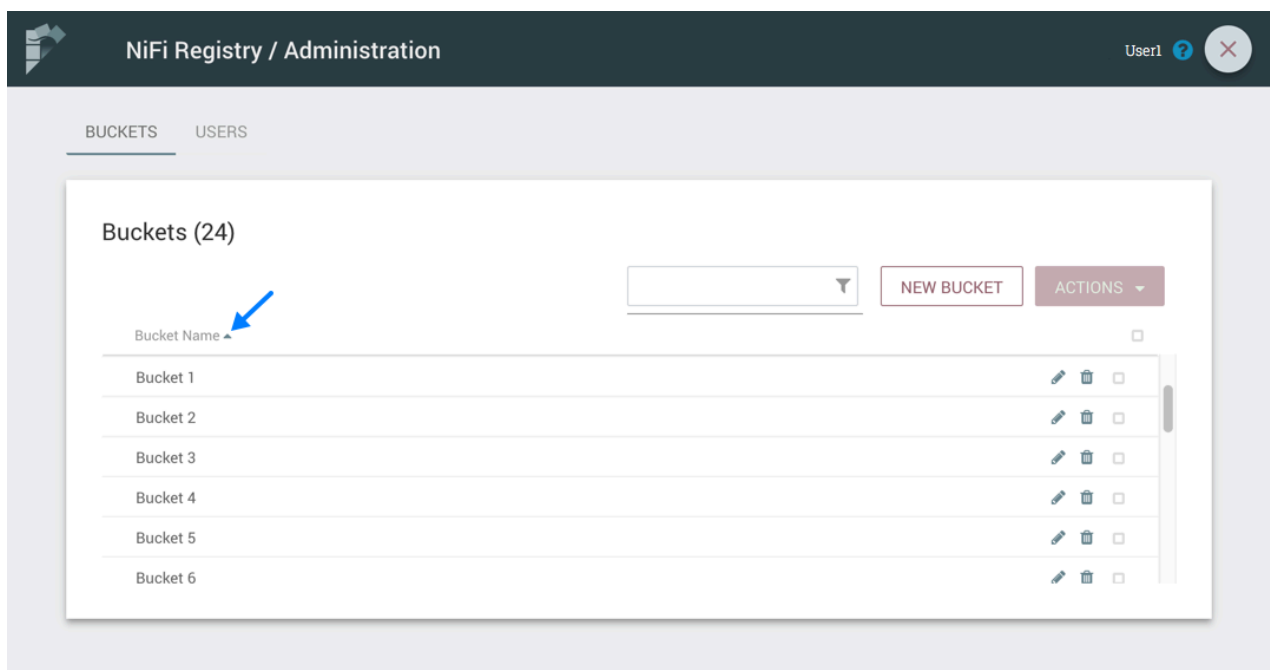 NiFi Registry / Administration
User1 ?
BUCKETS USERS
Buckets (24)
NEW BUCKET ACTIONS
Bucket Name
Bucket 1
Bucket 2
Bucket 3
Bucket 4
Bucket 5
Bucket 6